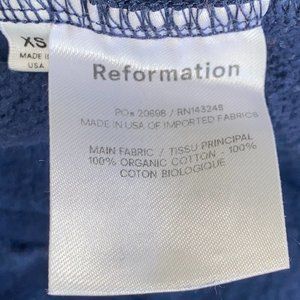 XS
MADE IN
USA
Reformation
PO# 20698 / RN143248
MADE IN USA OF IMPORTED FABRICS
MAIN FABRIC / TISSU PRINCIPAL
100% ORGANIC COTTON - 100%
COTON BIOLOGIQUE